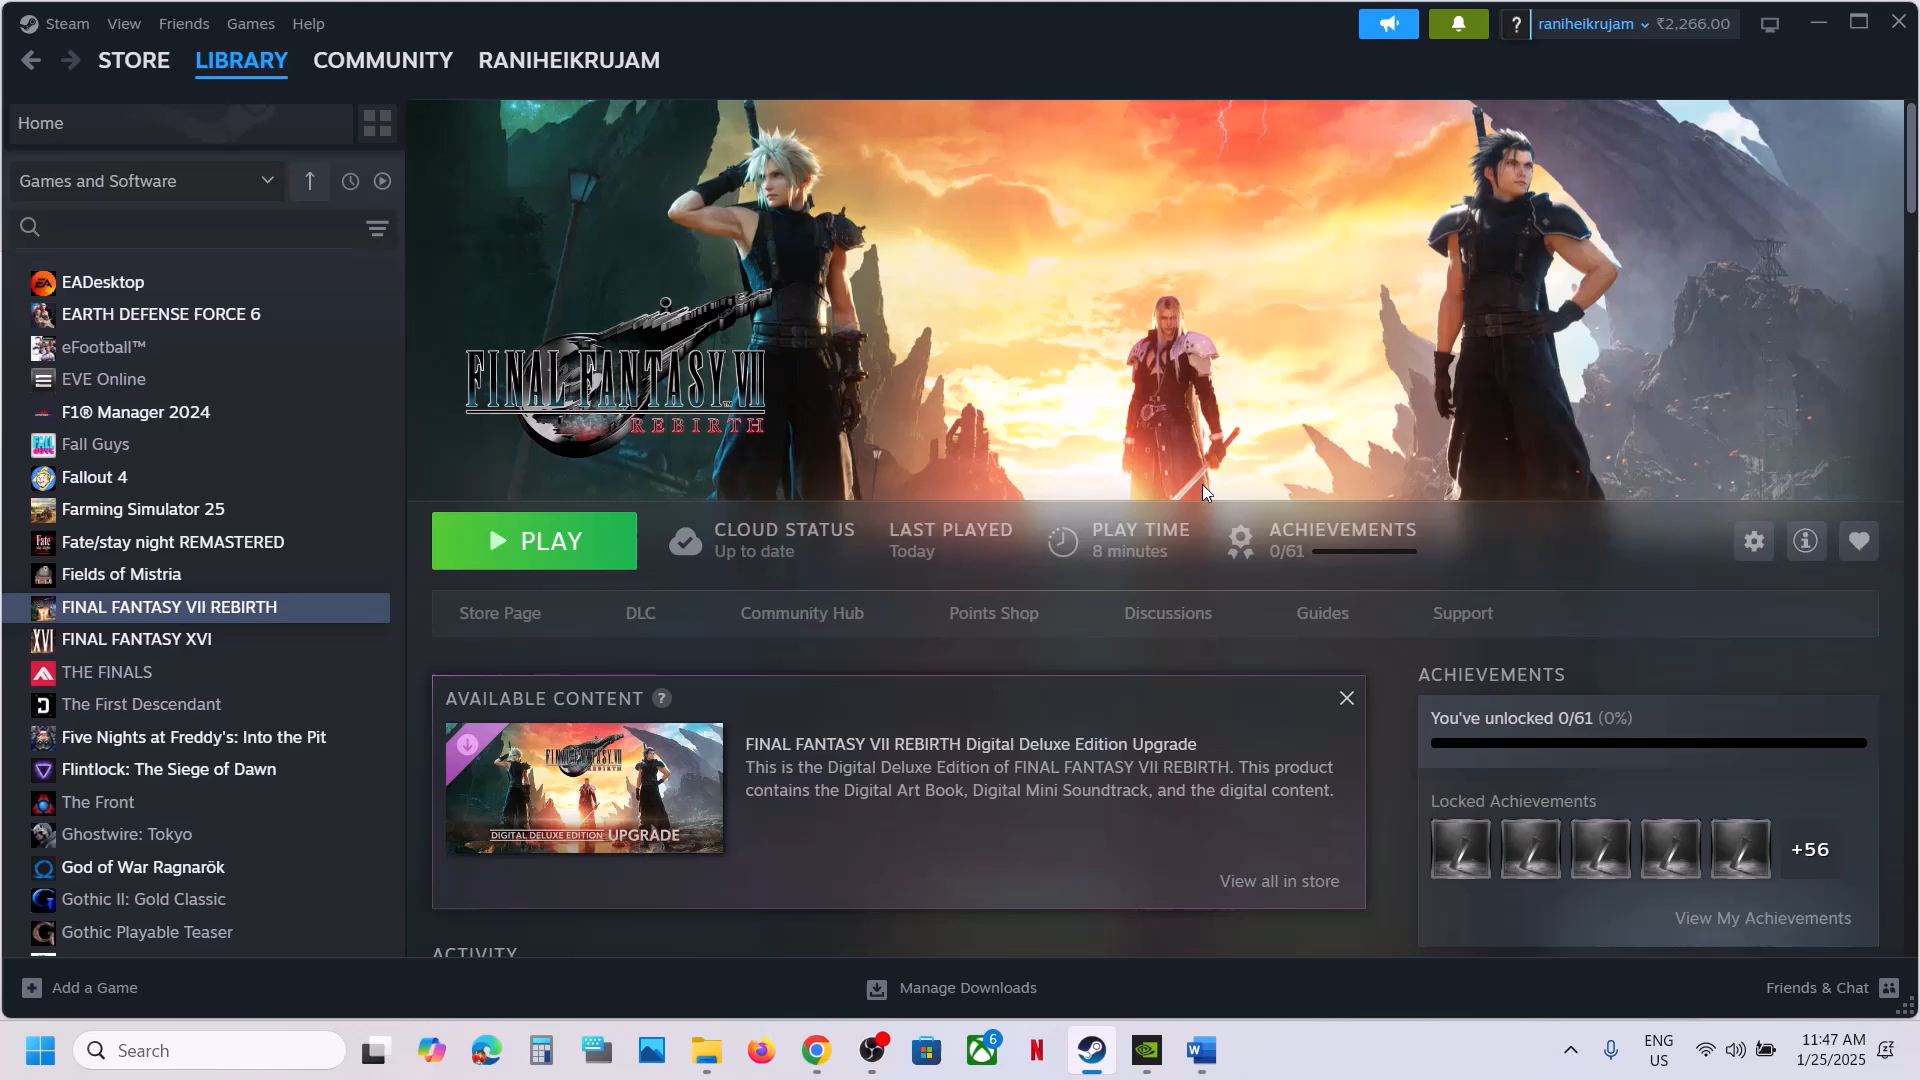 Steam View Friends Games Help
? raniheikrujam ₹2,266.00
STORE LIBRARY COMMUNITY RANIHEIKRUJAM
Home
Games and Software
EADesktop
EARTH DEFENSE FORCE 6
eFootball™
EVE Online
F1® Manager 2024
Fall Guys
Fallout 4
Farming Simulator 25
Fate/stay night REMASTERED
Fields of Mistria
FINAL FANTASY VII REBIRTH
FINAL FANTASY XVI
THE FINALS
The First Descendant
Five Nights at Freddy's: Into the Pit
Flintlock: The Siege of Dawn
The Front
Ghostwire: Tokyo
God of War Ragnarök
Gothic II: Gold Classic
Gothic Playable Teaser
FINAL FANTASY VII
REBIRTH
PLAY
CLOUD STATUS
Up to date
LAST PLAYED
Today
PLAY TIME
8 minutes
ACHIEVEMENTS
0/61
Store Page DLC Community Hub Points Shop Discussions Guides Support
AVAILABLE CONTENT ?
FINAL FANTASY VII
REBIRTH
DIGITAL DELUXE EDITION UPGRADE
FINAL FANTASY VII REBIRTH Digital Deluxe Edition Upgrade
This is the Digital Deluxe Edition of FINAL FANTASY VII REBIRTH. This product
contains the Digital Art Book, Digital Mini Soundtrack, and the digital content.
View all in store
ACHIEVEMENTS
You've unlocked 0/61 (0%)
Locked Achievements
+56
View My Achievements
ACTIVITY
Add a Game
Manage Downloads
Friends & Chat
Search
6
ENG
US
11:47 AM
1/25/2025